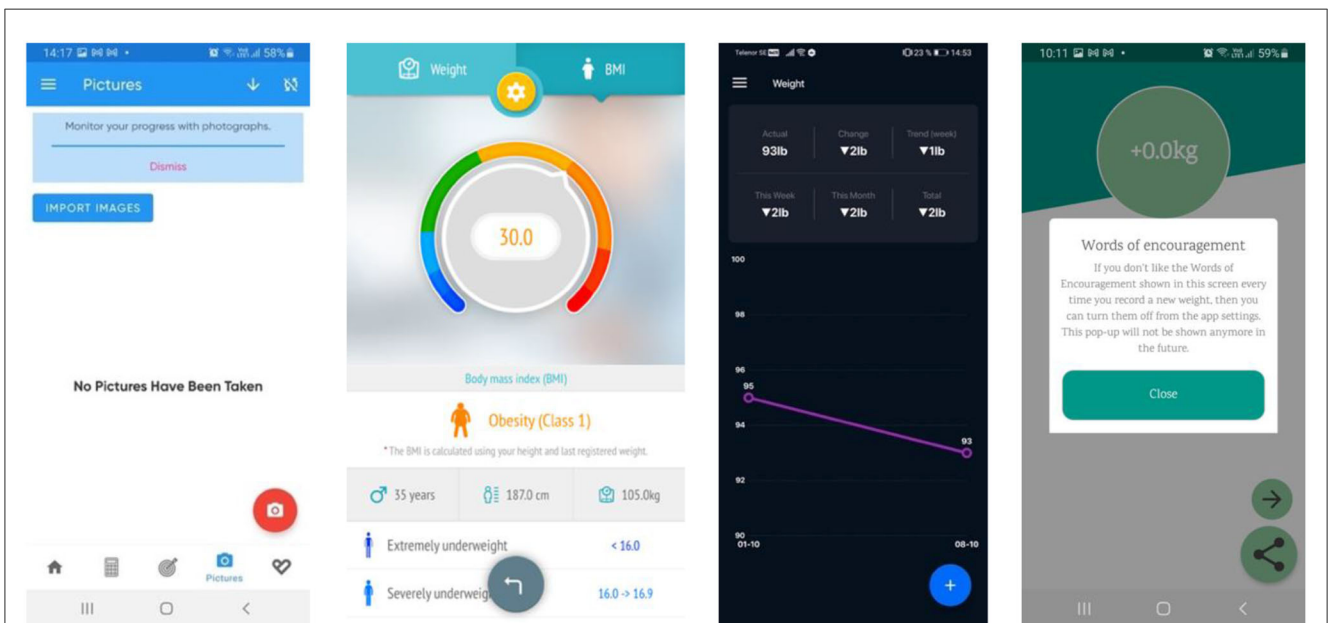 14:17
58%
Pictures
Monitor your progress with photographs.
Dismiss
IMPORT IMAGES
No Pictures Have Been Taken
Pictures
Weight
BMI
30.0
Body mass index (BMI)
Obesity (Class 1)
* The BMI is calculated using your height and last registered weight.
35 years
187.0 cm
105.0kg
Extremely underweight
< 16.0
Severely underweig
16.0 -> 16.9
Telenor SE
23 %
14:53
Weight
Actual
Change
Trend (week)
93lb
▼2lb
▼1lb
This Week
This Month
Total
▼2lb
▼2lb
▼2lb
100
98
96
95
94
93
92
90
01-10
08-10
+
10:11
59%
+0.0kg
Words of encouragement
If you don't like the Words of
Encouragement shown in this screen every
time you record a new weight, then you
can turn them off from the app settings.
This pop-up will not be shown anymore in
the future.
Close